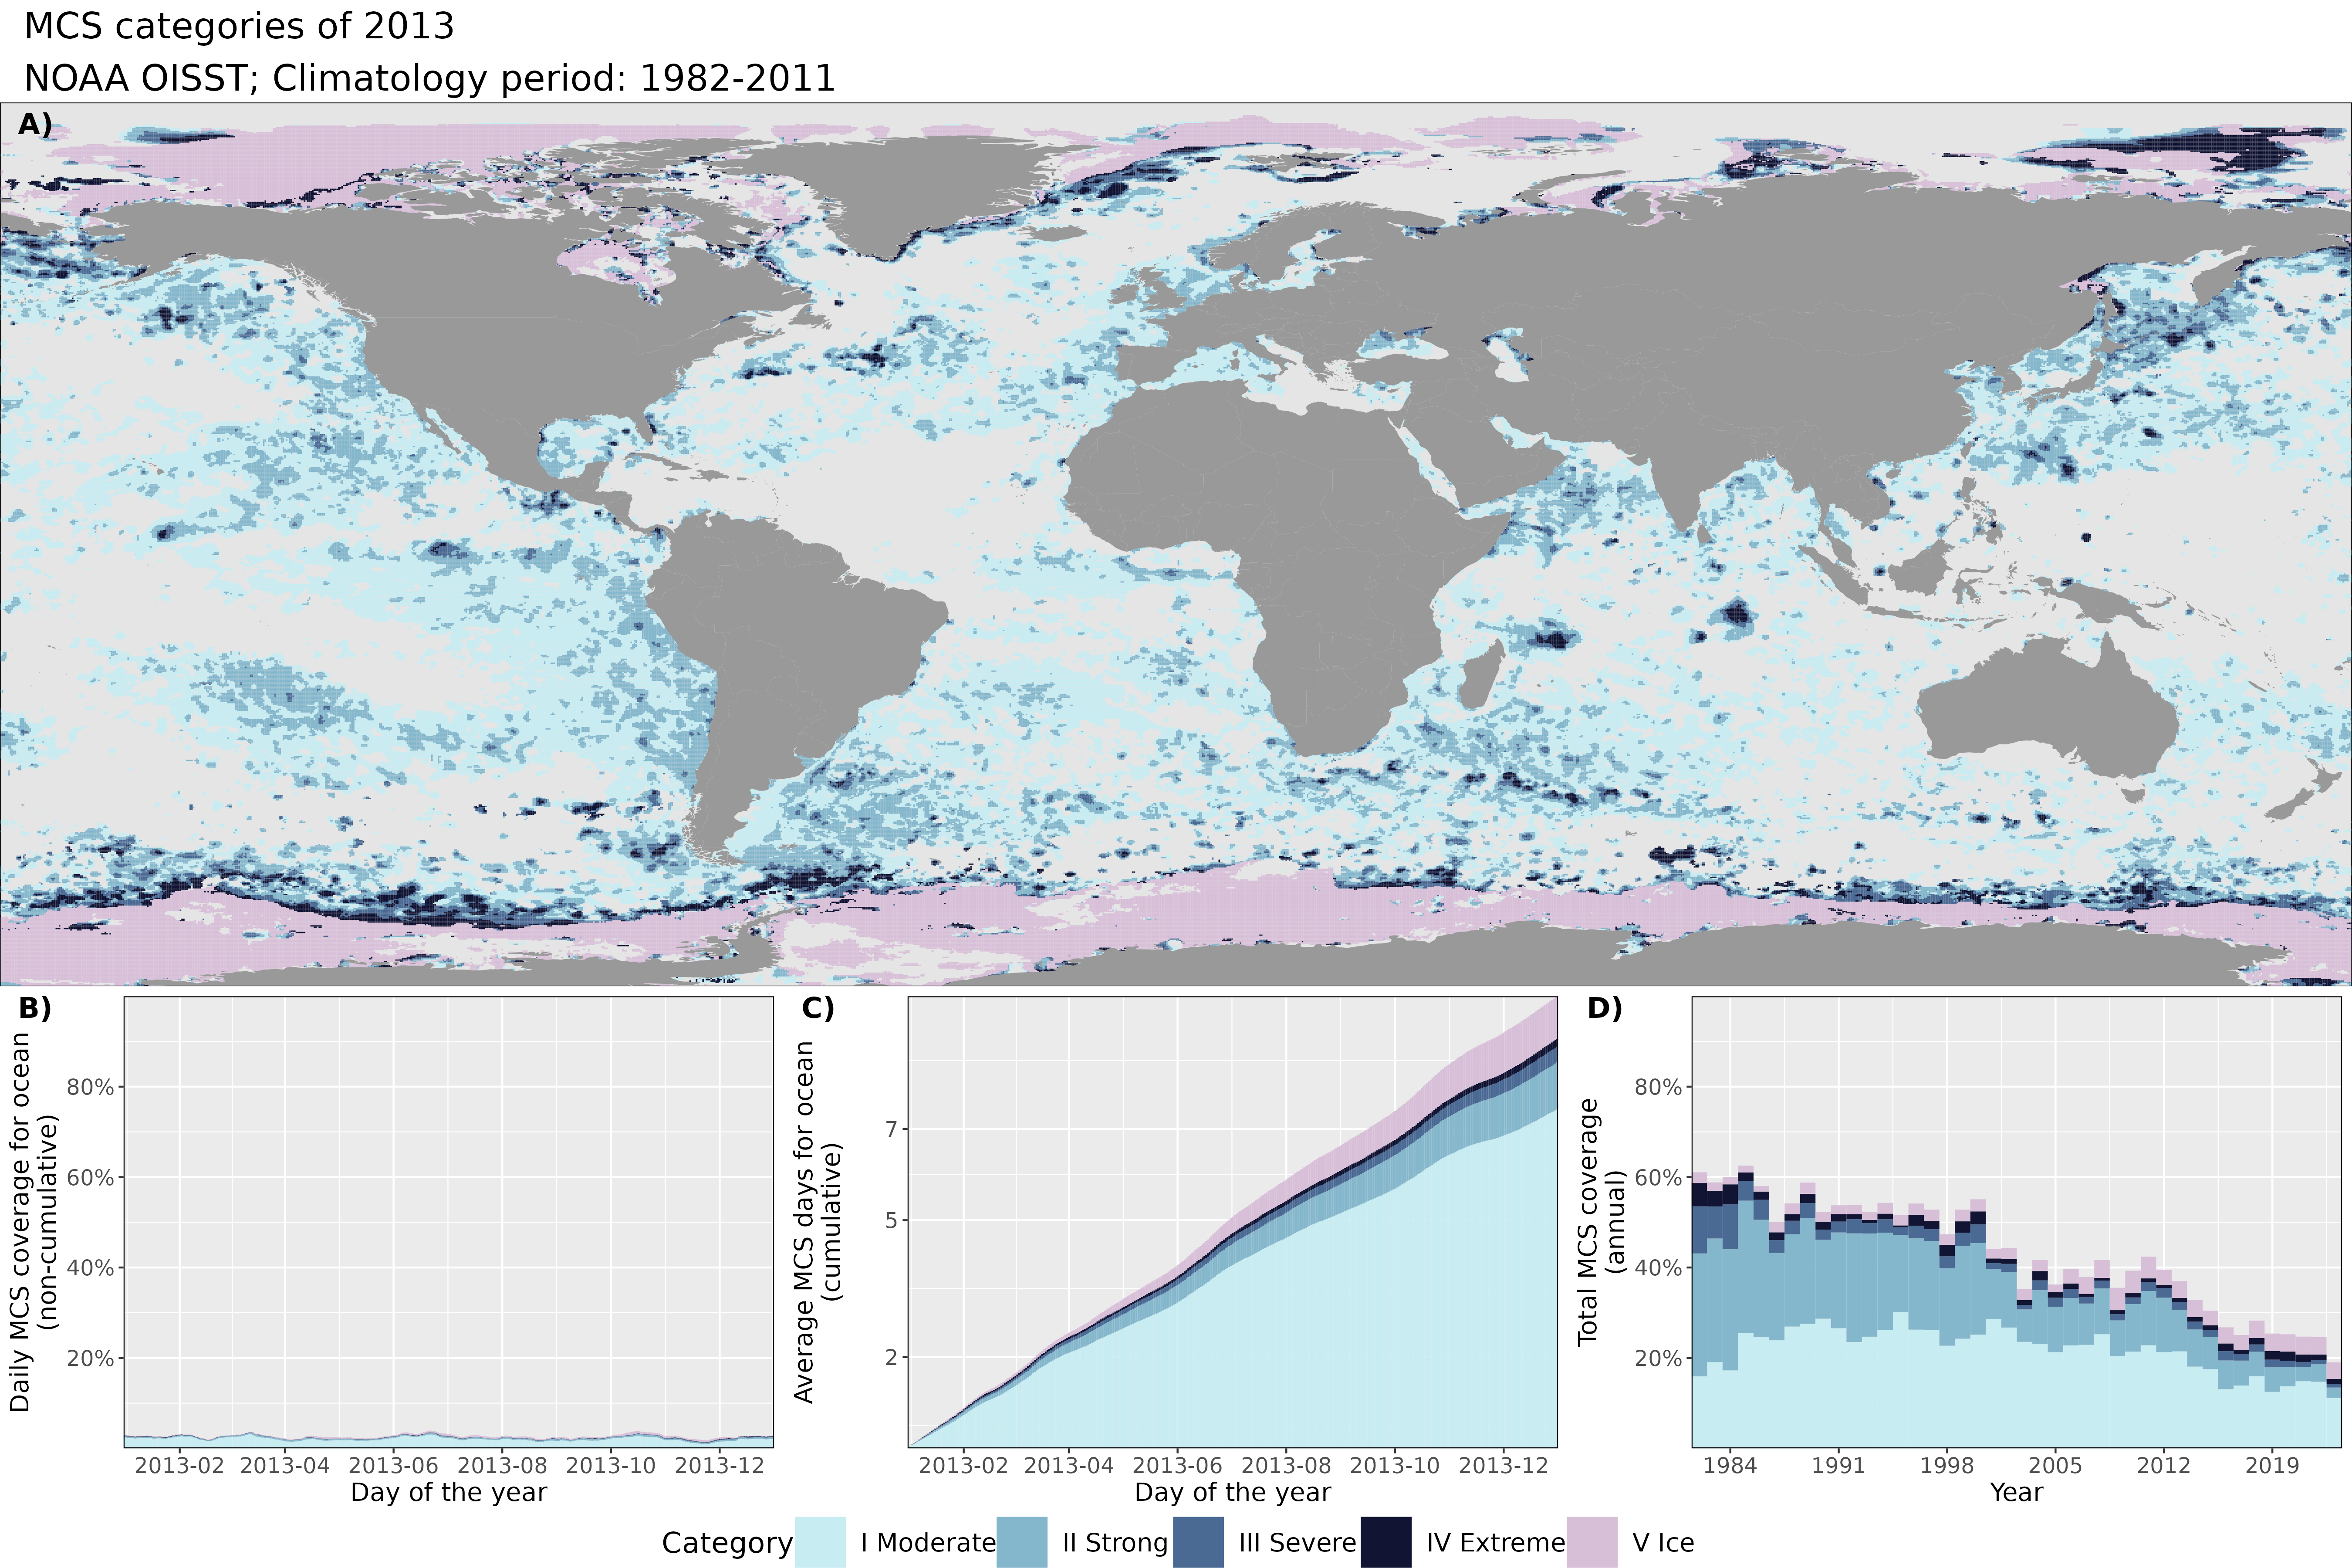 MCS categories of 2013
NOAA OISST; Climatology period: 1982-2011
A)
B)
Daily MCS coverage for ocean
(non-cumulative)
80%
60%
40%
20%
2013-02 2013-04 2013-06 2013-08 2013-10 2013-12
Day of the year
C)
Average MCS days for ocean
(cumulative)
7
5
2
2013-02 2013-04 2013-06 2013-08 2013-10 2013-12
Day of the year
D)
Total MCS coverage
(annual)
80%
60%
40%
20%
1984 1991 1998 2005 2012 2019
Year
Category I Moderate II Strong III Severe IV Extreme V Ice